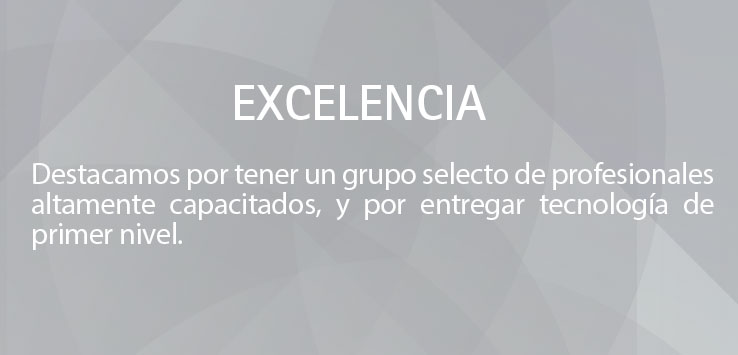 EXCELENCIA
Destacamos por tener un grupo selecto de profesionales
altamente capacitados, y por entregar tecnología de
primer nivel.